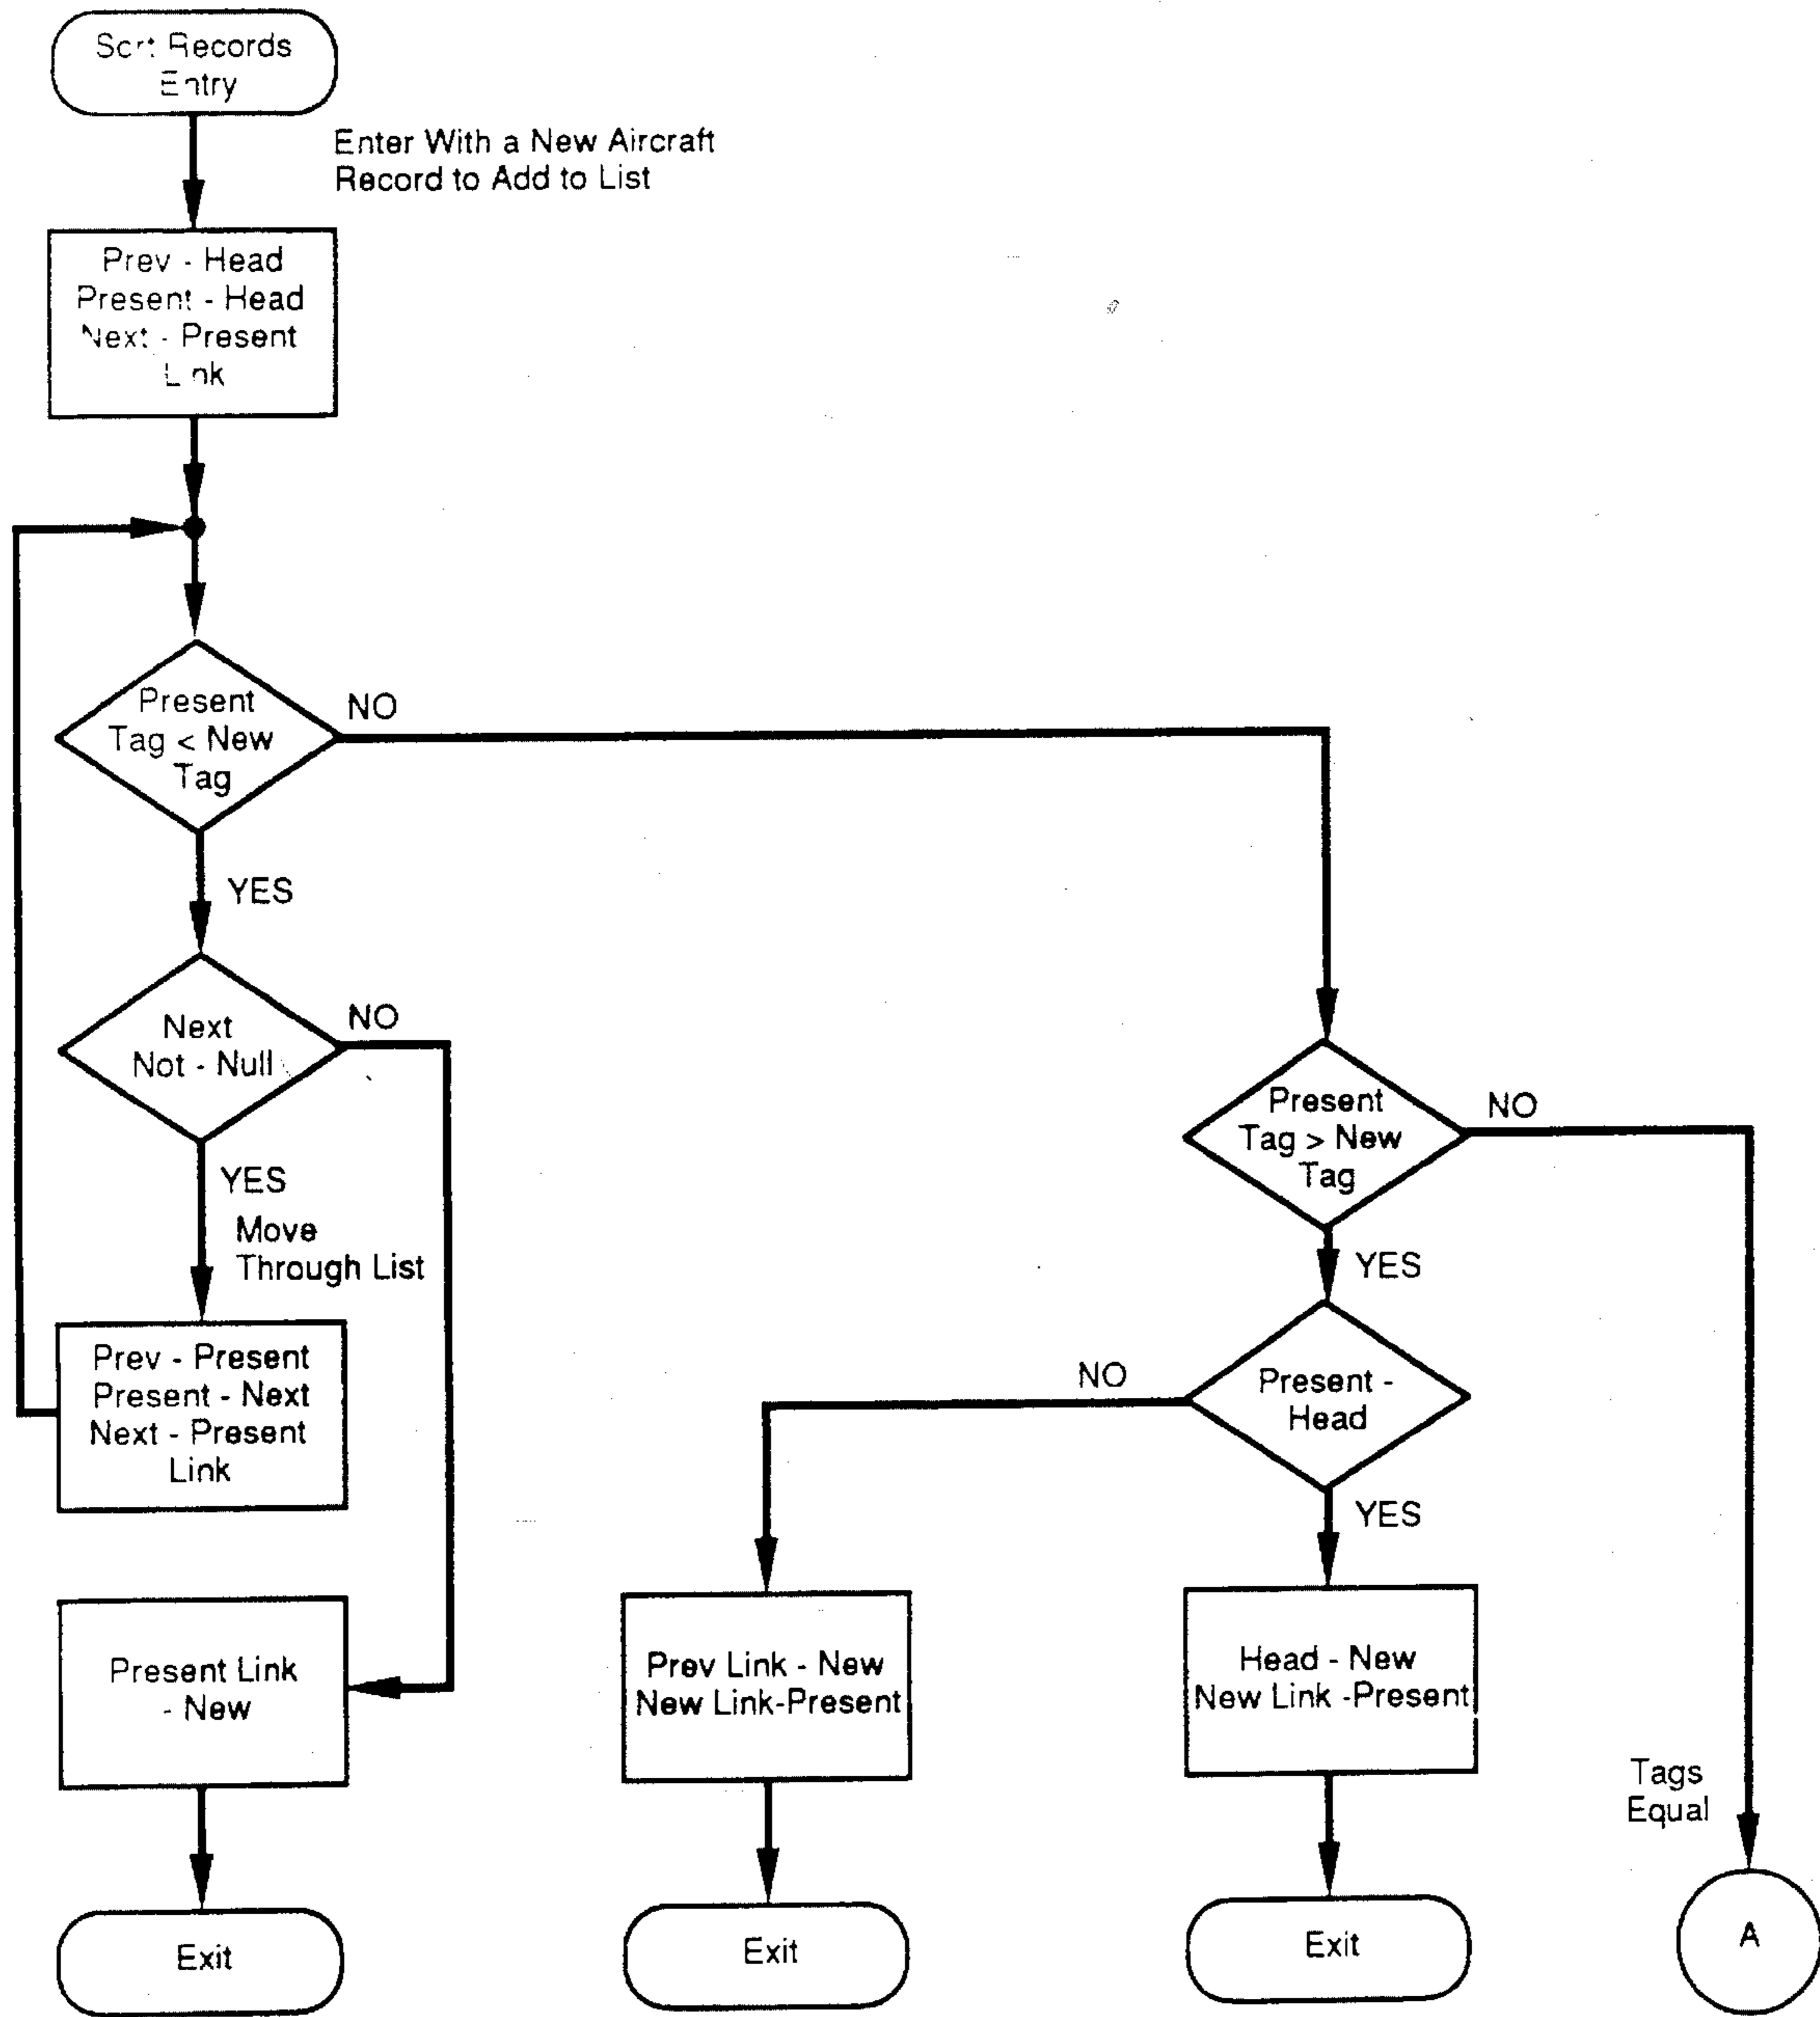 Sort Records
Entry
Enter With a New Aircraft
Record to Add to List
Prev - Head
Present - Head
Next - Present
Link
Present
Tag < New
Tag
NO
YES
Next
Not - Null
NO
YES
Move
Through List
Prev - Present
Present - Next
Next - Present
Link
Present Link
- New
Exit
Present
Tag > New
Tag
NO
YES
Present -
Head
NO
YES
Prev Link - New
New Link-Present
Exit
Head - New
New Link -Present
Exit
Tags
Equal
A